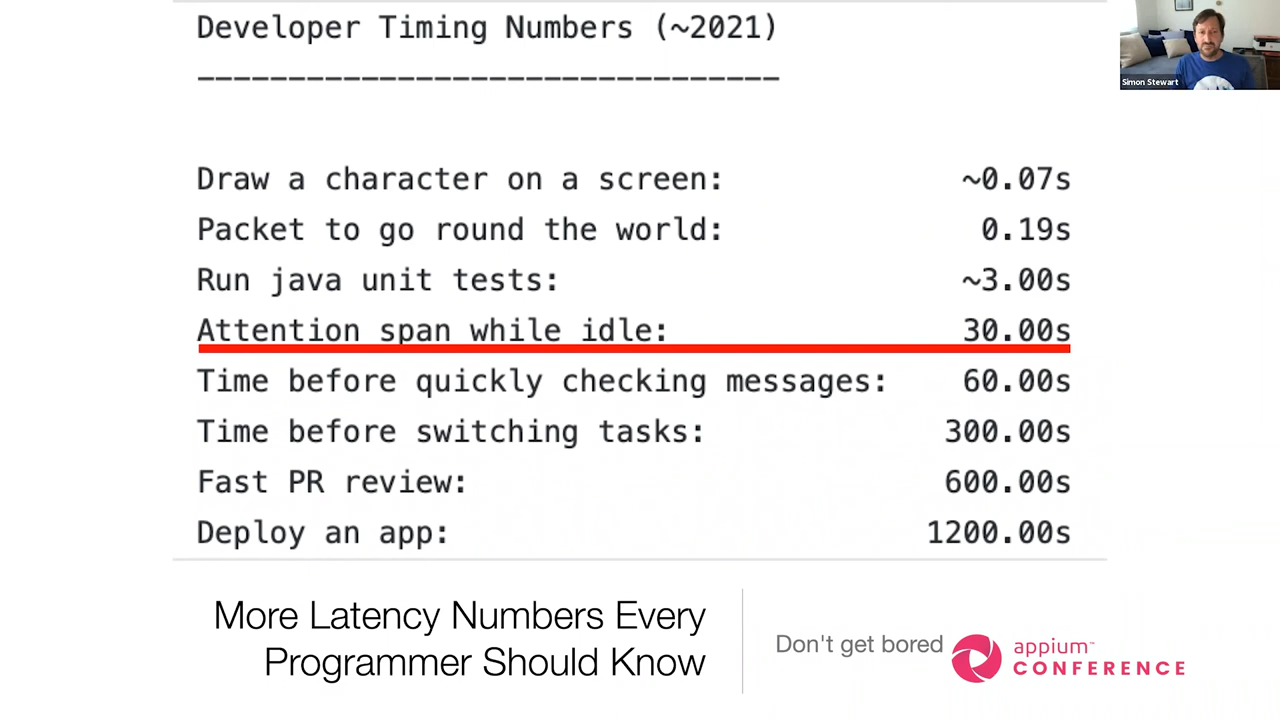 Developer Timing Numbers (~2021)
--------------------------------
Simon Stewart
Draw a character on a screen: ~0.07s
Packet to go round the world: 0.19s
Run java unit tests: ~3.00s
Attention span while idle: 30.00s
Time before quickly checking messages: 60.00s
Time before switching tasks: 300.00s
Fast PR review: 600.00s
Deploy an app: 1200.00s
More Latency Numbers Every
Programmer Should Know
Don't get bored
appium™
CONFERENCE